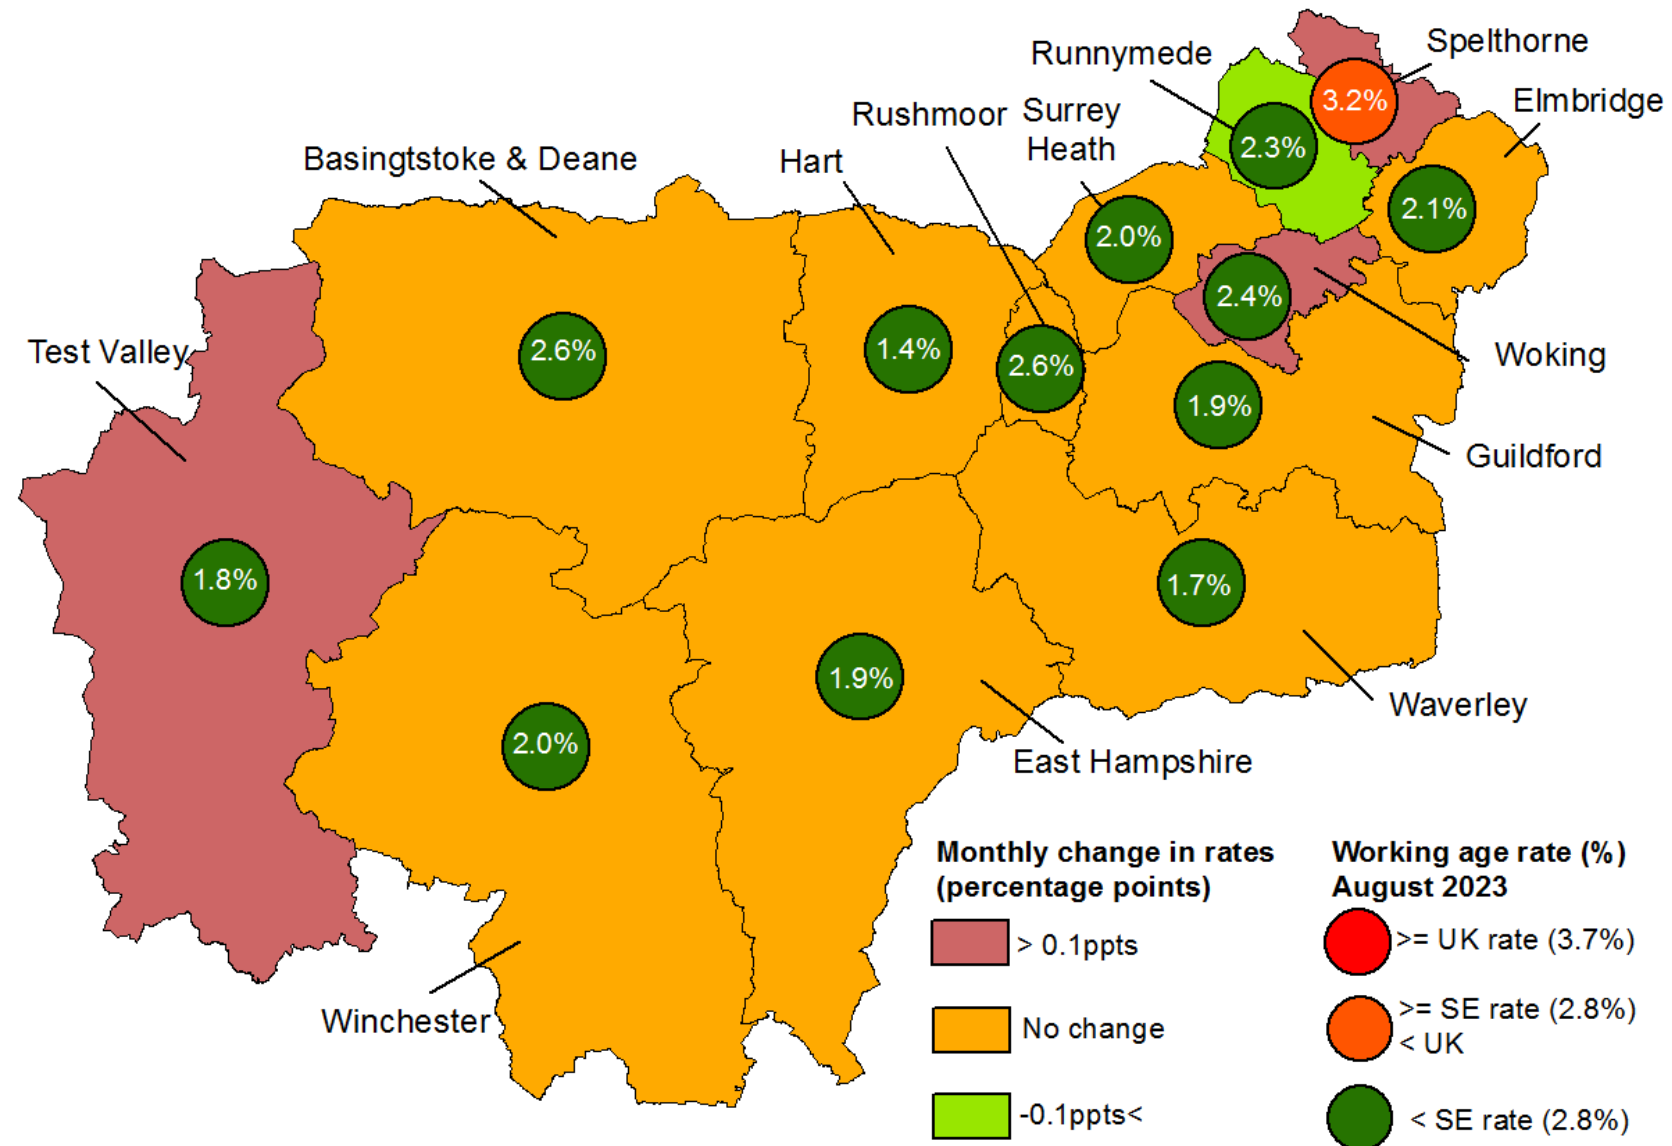 Spelthorne
Runnymede
Elmbridge
3.2%
Rushmoor
Surrey
Heath
2.3%
Basingtstoke & Deane
Hart
2.1%
2.0%
2.4%
Test Valley
2.6%
1.4%
2.6%
Woking
1.9%
Guildford
1.8%
1.7%
1.9%
Waverley
2.0%
East Hampshire
Winchester
Monthly change in rates
(percentage points)
> 0.1ppts
No change
-0.1ppts<
Working age rate (%)
August 2023
>= UK rate (3.7%)
>= SE rate (2.8%)
< UK
< SE rate (2.8%)